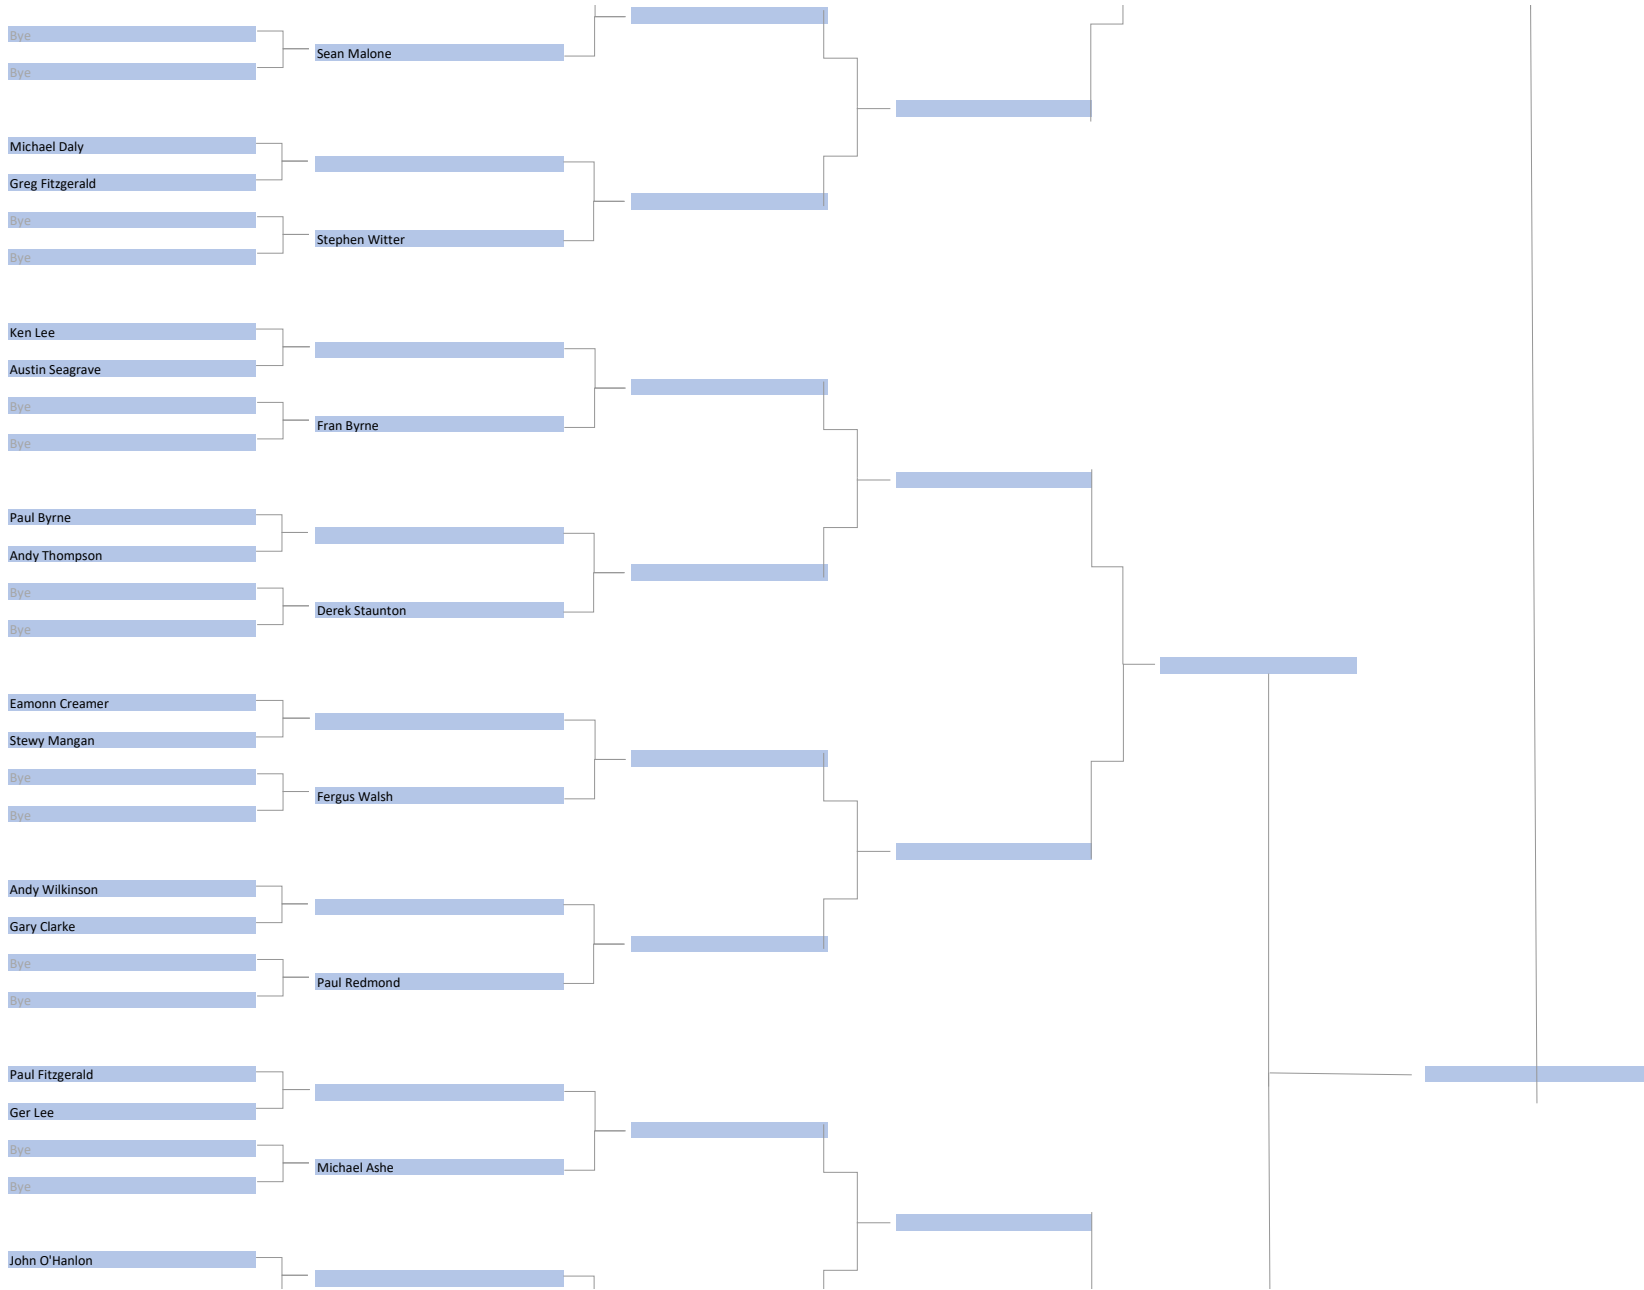 Bye
Sean Malone
Bye
Michael Daly
Greg Fitzgerald
Bye
Stephen Witter
Bye
Ken Lee
Austin Seagrave
Bye
Fran Byrne
Bye
Paul Byrne
Andy Thompson
Bye
Derek Staunton
Bye
Eamonn Creamer
Stewy Mangan
Bye
Fergus Walsh
Bye
Andy Wilkinson
Gary Clarke
Bye
Paul Redmond
Bye
Paul Fitzgerald
Ger Lee
Bye
Michael Ashe
Bye
John O'Hanlon